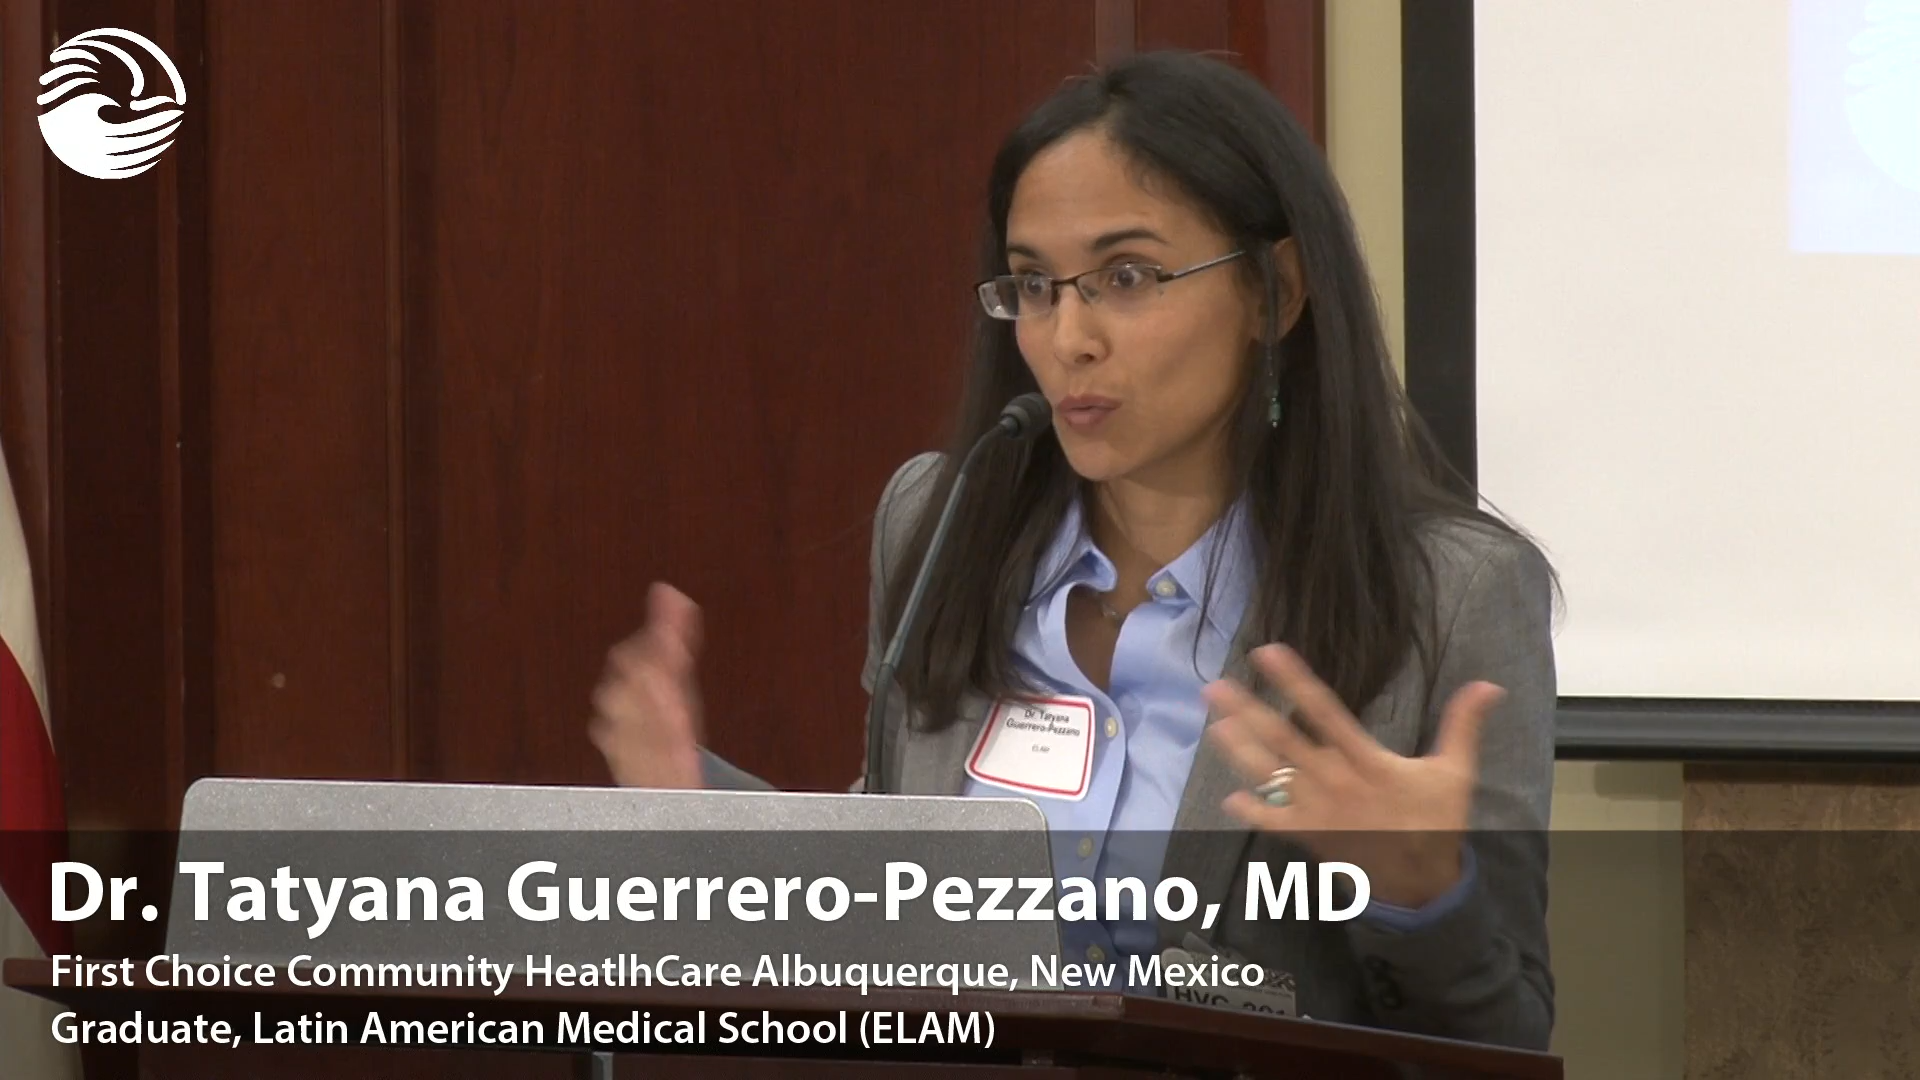 Dr. Tatyana
Guerrero-Pezzano
ELAM
Dr. Tatyana Guerrero-Pezzano, MD
First Choice Community HeatlhCare Albuquerque, New Mexico
Graduate, Latin American Medical School (ELAM)